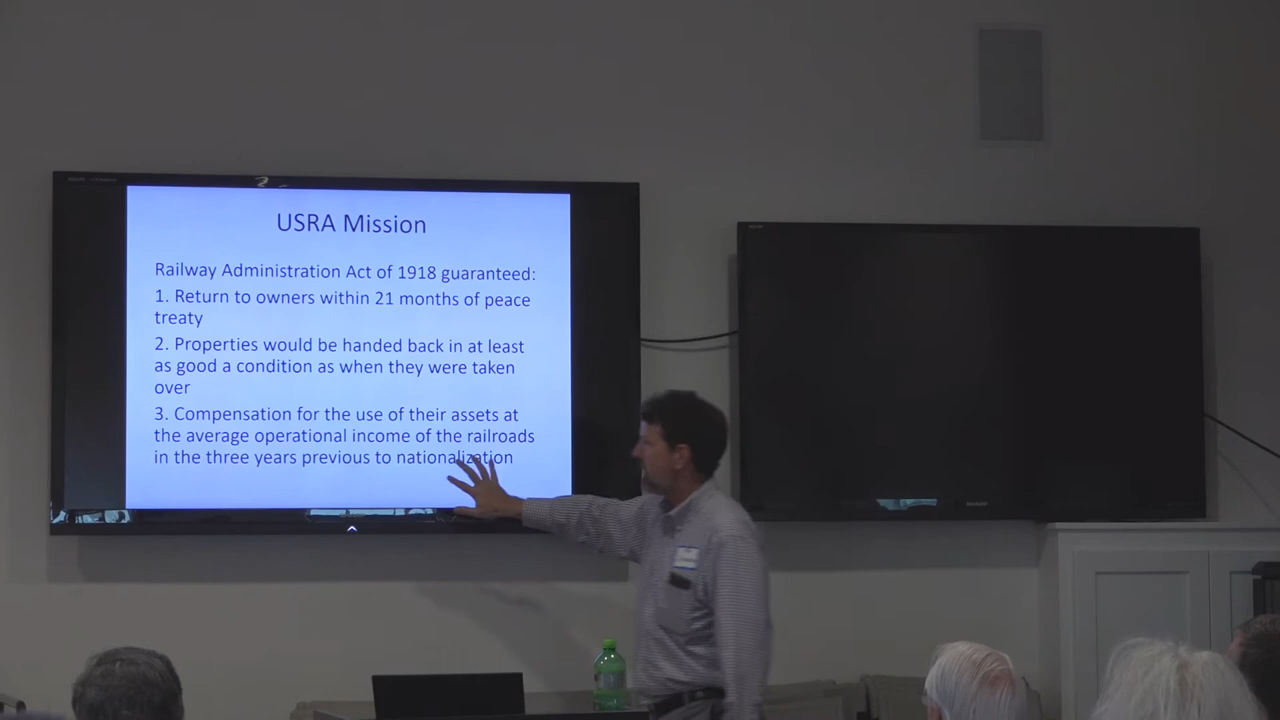 USRA Mission
Railway Administration Act of 1918 guaranteed:
1. Return to owners within 21 months of peace
treaty
2. Properties would be handed back in at least
as good a condition as when they were taken
over
3. Compensation for the use of their assets at
the average operational income of the railroads
in the three years previous to nationalization
SHARP